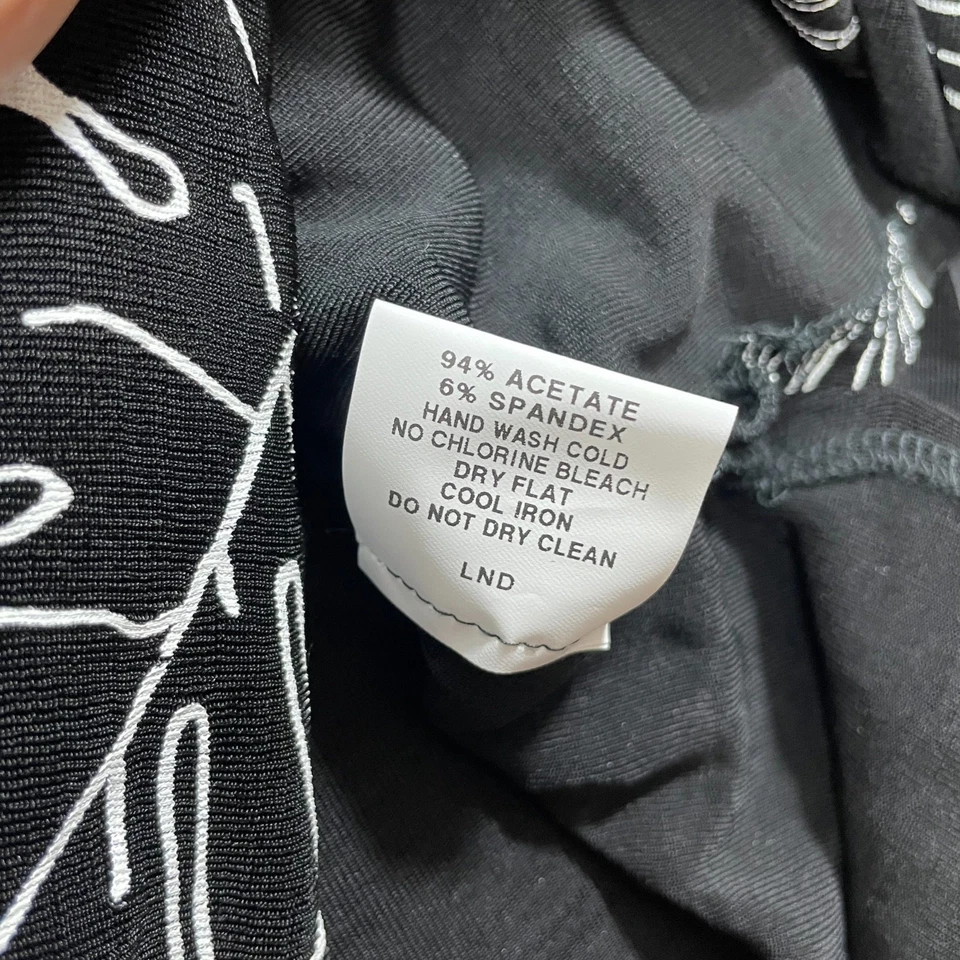 94% ACETATE
6% SPANDEX
HAND WASH COLD
NO CHLORINE BLEACH
DRY FLAT
COOL IRON
DO NOT DRY CLEAN
LND